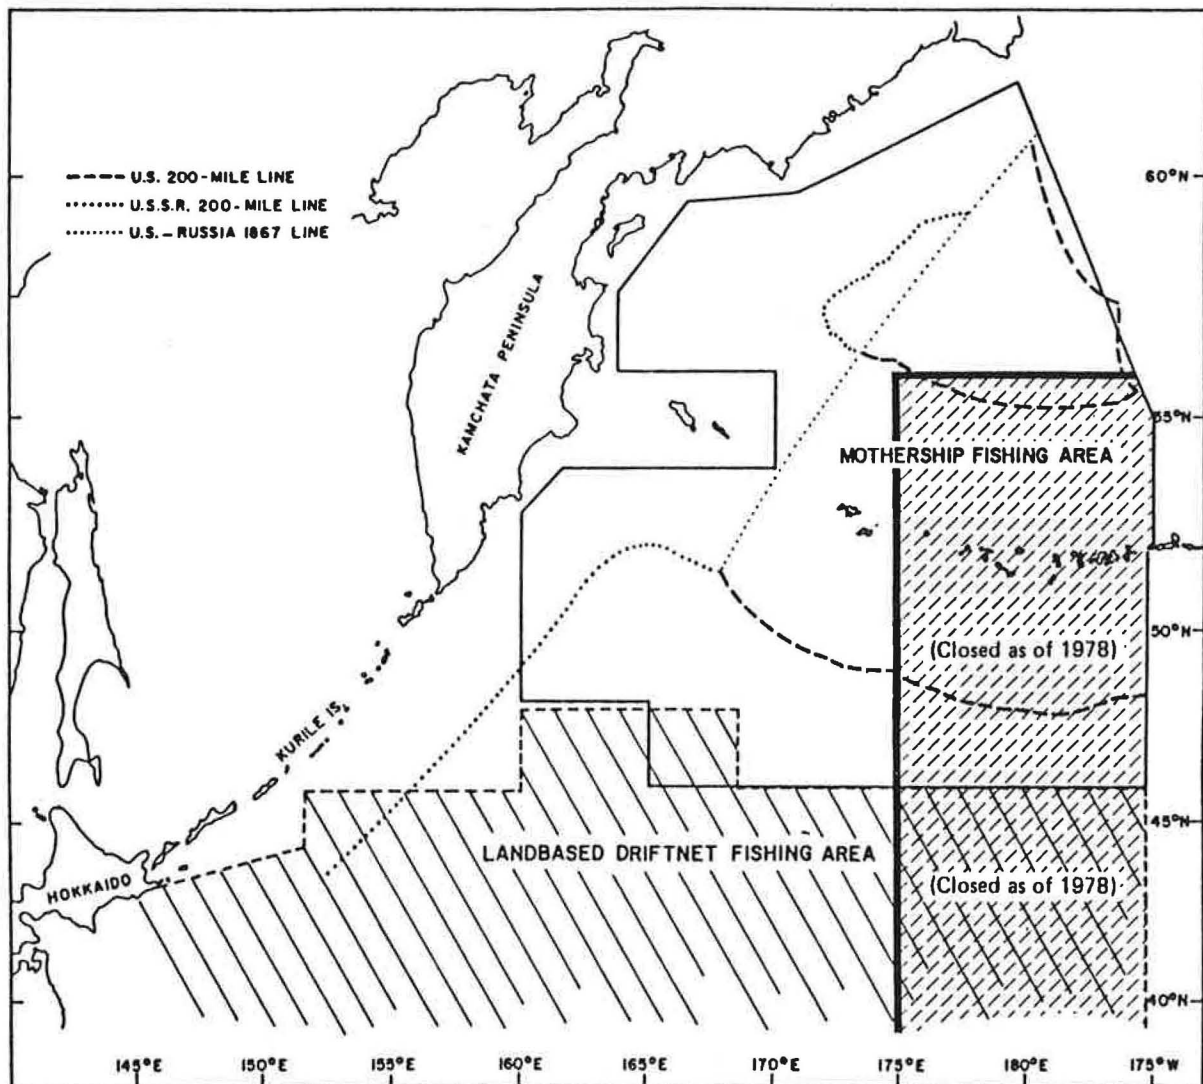 U.S. 200-MILE LINE
U.S.S.R. 200-MILE LINE
U.S.-RUSSIA 1867 LINE
60°N
KAMCHATA PENINSULA
55°N
MOTHERSHIP FISHING AREA
50°N
(Closed as of 1978)
KURILE IS.
45°N
LANDBASED DRIFTNET FISHING AREA
(Closed as of 1978)
HOKKAIDO
40°N
145°E
150°E
155°E
160°E
165°E
170°E
175°E
180°E
175°W